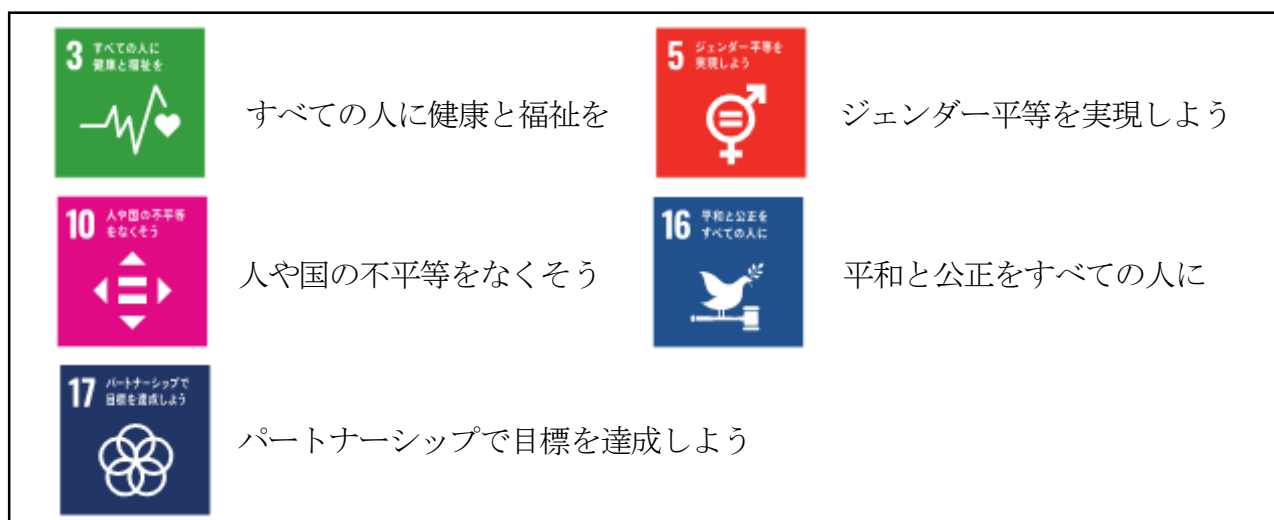 3 すべての人に
健康と福祉を
すべての人に健康と福祉を
5 ジェンダー平等を
実現しよう
ジェンダー平等を実現しよう
10 人や国の不平等
をなくそう
人や国の不平等をなくそう
16 平和と公正を
すべての人に
平和と公正をすべての人に
17 パートナーシップで
目標を達成しよう
パートナーシップで目標を達成しよう